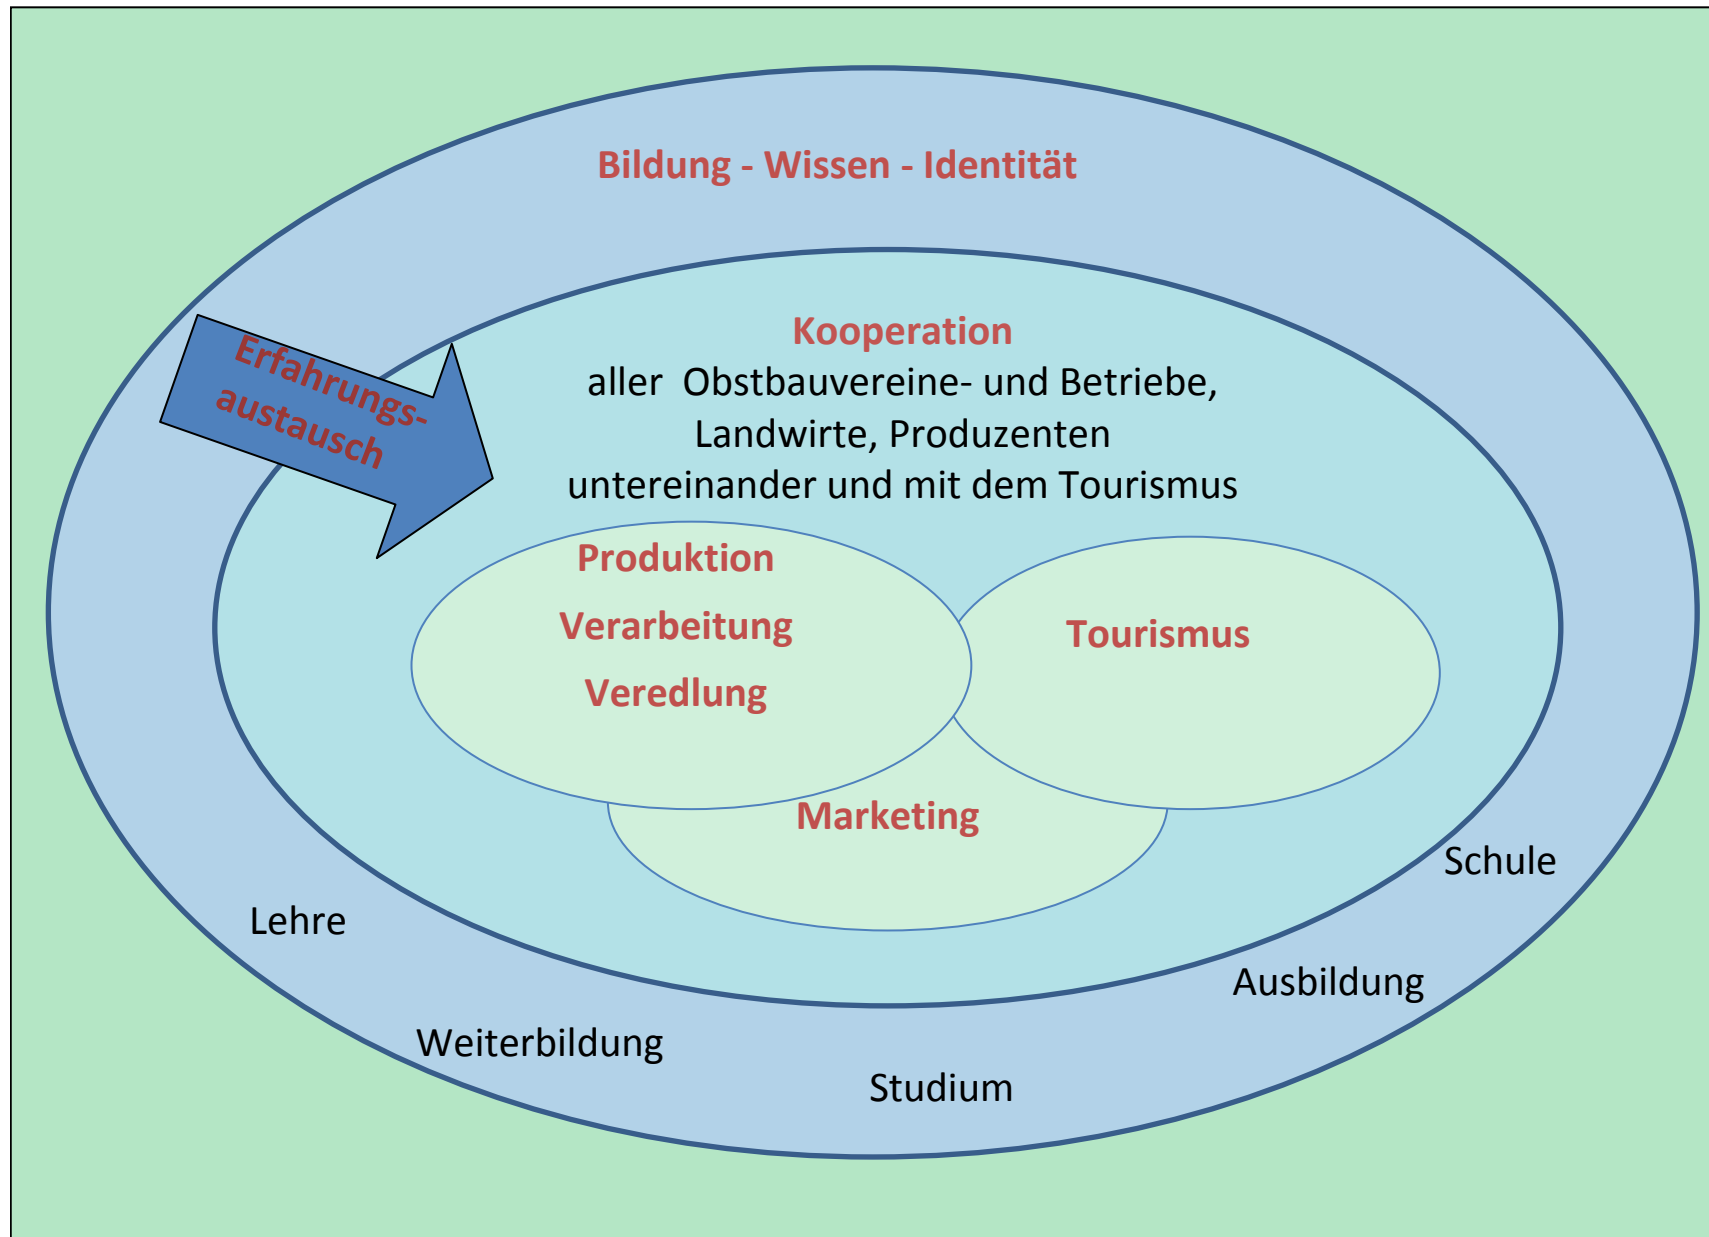 Bildung - Wissen - Identität
Erfahrungs-
austausch
Kooperation
aller Obstbauvereine- und Betriebe,
Landwirte, Produzenten
untereinander und mit dem Tourismus
Produktion
Verarbeitung
Veredlung
Tourismus
Marketing
Schule
Lehre
Ausbildung
Weiterbildung
Studium